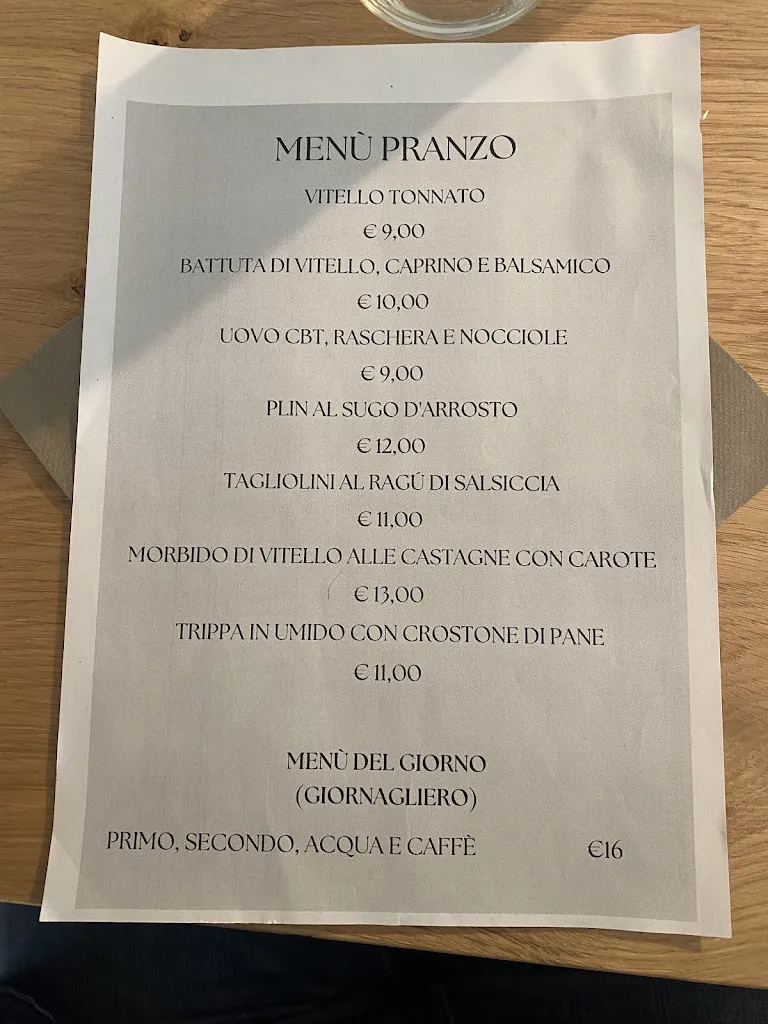 MENÙ PRANZO
VITELLO TONNATO
€ 9,00
BATTUTA DI VITELLO, CAPRINO E BALSAMICO
€ 10,00
UOVO CBT, RASCHERA E NOCCIOLE
€ 9,00
PLIN AL SUGO D'ARROSTO
€ 12,00
TAGLIOLINI AL RAGÚ DI SALSICCIA
€ 11,00
MORBIDO DI VITELLO ALLE CASTAGNE CON CAROTE
€ 13,00
TRIPPA IN UMIDO CON CROSTONE DI PANE
€ 11,00
MENÙ DEL GIORNO
(GIORNAGLIERO)
PRIMO, SECONDO, ACQUA E CAFFÈ €16